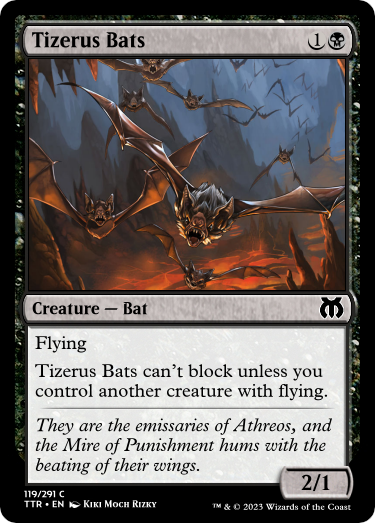 Tizerus Bats 1
Creature — Bat
Flying
Tizerus Bats can't block unless you
control another creature with flying.
They are the emissaries of Athreos, and
the Mire of Punishment hums with the
beating of their wings.
2/1
119/291 C
TTR • EN Kiki Moch Rizky
™ & © 2023 Wizards of the Coast